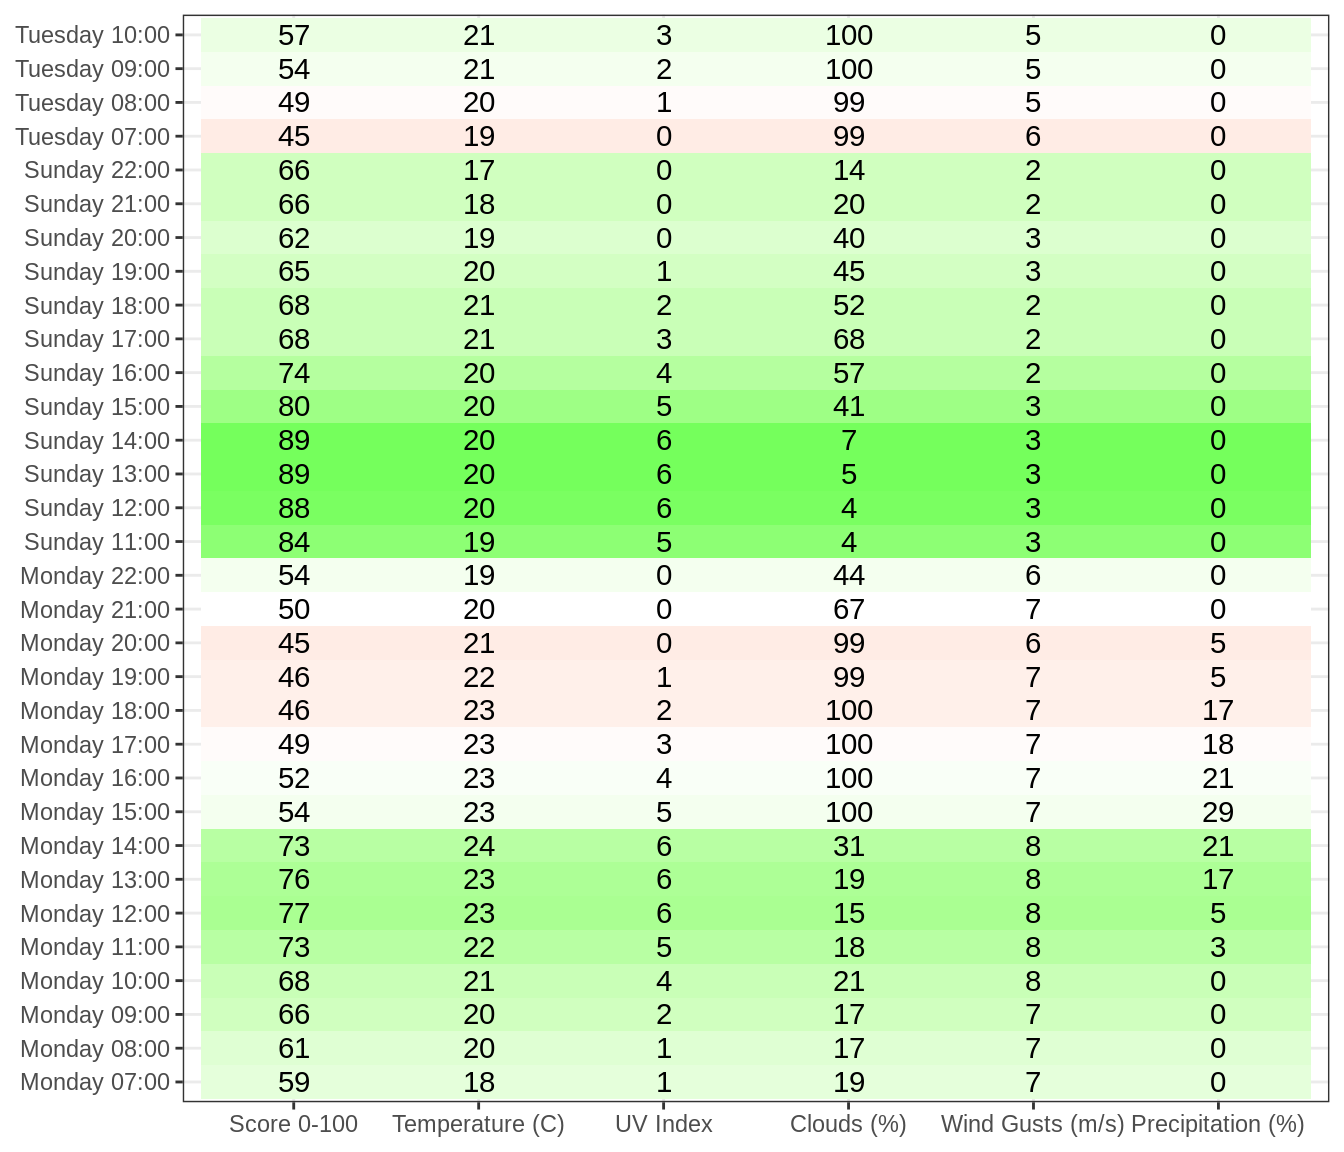 Tuesday 10:00 57 21 3 100 5 0
Tuesday 09:00 54 21 2 100 5 0
Tuesday 08:00 49 20 1 99 5 0
Tuesday 07:00 45 19 0 99 6 0
Sunday 22:00 66 17 0 14 2 0
Sunday 21:00 66 18 0 20 2 0
Sunday 20:00 62 19 0 40 3 0
Sunday 19:00 65 20 1 45 3 0
Sunday 18:00 68 21 2 52 2 0
Sunday 17:00 68 21 3 68 2 0
Sunday 16:00 74 20 4 57 2 0
Sunday 15:00 80 20 5 41 3 0
Sunday 14:00 89 20 6 7 3 0
Sunday 13:00 89 20 6 5 3 0
Sunday 12:00 88 20 6 4 3 0
Sunday 11:00 84 19 5 4 3 0
Monday 22:00 54 19 0 44 6 0
Monday 21:00 50 20 0 67 7 0
Monday 20:00 45 21 0 99 6 5
Monday 19:00 46 22 1 99 7 5
Monday 18:00 46 23 2 100 7 17
Monday 17:00 49 23 3 100 7 18
Monday 16:00 52 23 4 100 7 21
Monday 15:00 54 23 5 100 7 29
Monday 14:00 73 24 6 31 8 21
Monday 13:00 76 23 6 19 8 17
Monday 12:00 77 23 6 15 8 5
Monday 11:00 73 22 5 18 8 3
Monday 10:00 68 21 4 21 8 0
Monday 09:00 66 20 2 17 7 0
Monday 08:00 61 20 1 17 7 0
Monday 07:00 59 18 1 19 7 0
Score 0-100 Temperature (C) UV Index Clouds (%) Wind Gusts (m/s) Precipitation (%)